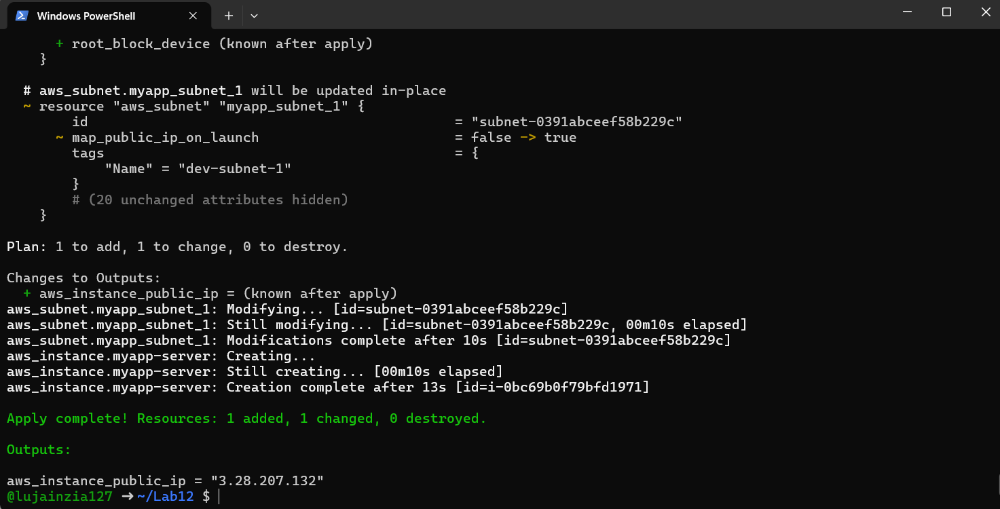 Windows PowerShell
+ root_block_device (known after apply)
}
# aws_subnet.myapp_subnet_1 will be updated in-place
~ resource "aws_subnet" "myapp_subnet_1" {
id = "subnet-0391abceef58b229c"
~ map_public_ip_on_launch = false -> true
tags = {
"Name" = "dev-subnet-1"
}
# (20 unchanged attributes hidden)
}
Plan: 1 to add, 1 to change, 0 to destroy.
Changes to Outputs:
+ aws_instance_public_ip = (known after apply)
aws_subnet.myapp_subnet_1: Modifying... [id=subnet-0391abceef58b229c]
aws_subnet.myapp_subnet_1: Still modifying... [id=subnet-0391abceef58b229c, 00m10s elapsed]
aws_subnet.myapp_subnet_1: Modifications complete after 10s [id=subnet-0391abceef58b229c]
aws_instance.myapp-server: Creating...
aws_instance.myapp-server: Still creating... [00m10s elapsed]
aws_instance.myapp-server: Creation complete after 13s [id=i-0bc69b0f79bfd1971]
Apply complete! Resources: 1 added, 1 changed, 0 destroyed.
Outputs:
aws_instance_public_ip = "3.28.207.132"
@lujainzia127 ➜ ~/Lab12 $